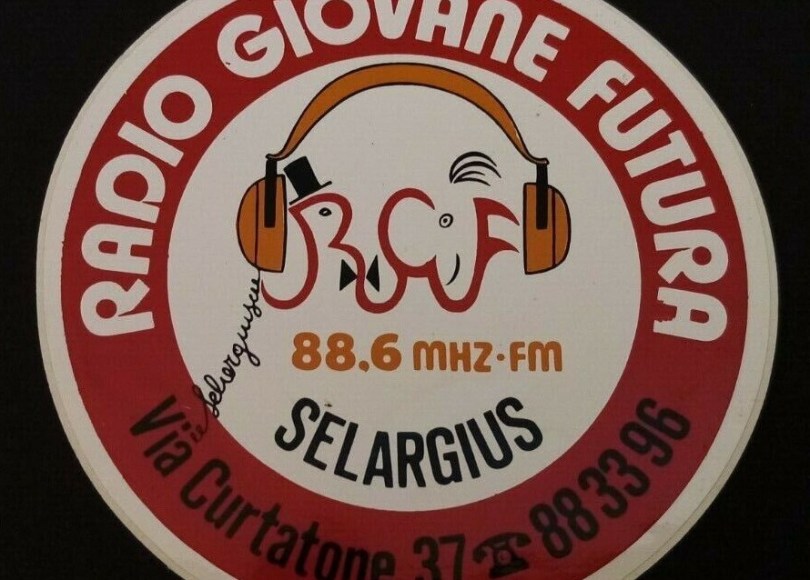 RADIO GIOVANE FUTURA
RGF
88.6 MHZ·FM
SELARGIUS
Via Curtatone 37 ☎ 883396